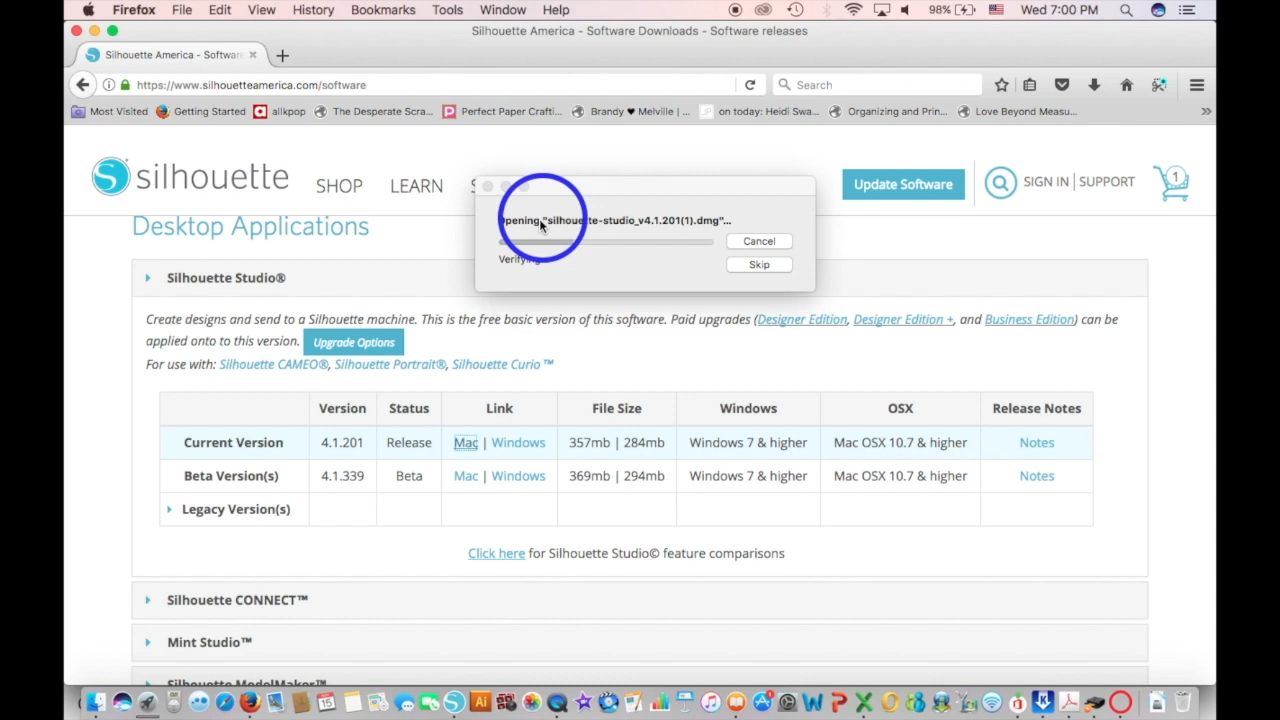 Firefox File Edit View History Bookmarks Tools Window Help 98% Wed 7:00 PM
Silhouette America - Software Downloads - Software releases
Silhouette America - Softwar
https://www.silhouetteamerica.com/software Search
Most Visited Getting Started allkpop The Desperate Scra... Perfect Paper Crafti... Brandy ♥ Melville | ... on today: Heidi Swa... Organizing and Prin... Love Beyond Measu... »
silhouette SHOP LEARN S Update Software SIGN IN | SUPPORT 1
Opening "silhouette-studio_v4.1.201(1).dmg"...
Cancel
Verifying...
Skip
Desktop Applications
Silhouette Studio®
Create designs and send to a Silhouette machine. This is the free basic version of this software. Paid upgrades (Designer Edition, Designer Edition +, and Business Edition) can be
applied onto to this version. Upgrade Options
For use with: Silhouette CAMEO®, Silhouette Portrait®, Silhouette Curio ™
Version Status Link File Size Windows OSX Release Notes
Current Version 4.1.201 Release Mac | Windows 357mb | 284mb Windows 7 & higher Mac OSX 10.7 & higher Notes
Beta Version(s) 4.1.339 Beta Mac | Windows 369mb | 294mb Windows 7 & higher Mac OSX 10.7 & higher Notes
Legacy Version(s)
Click here for Silhouette Studio© feature comparisons
Silhouette CONNECT™
Mint Studio™
Silhouette ModelMaker™
15